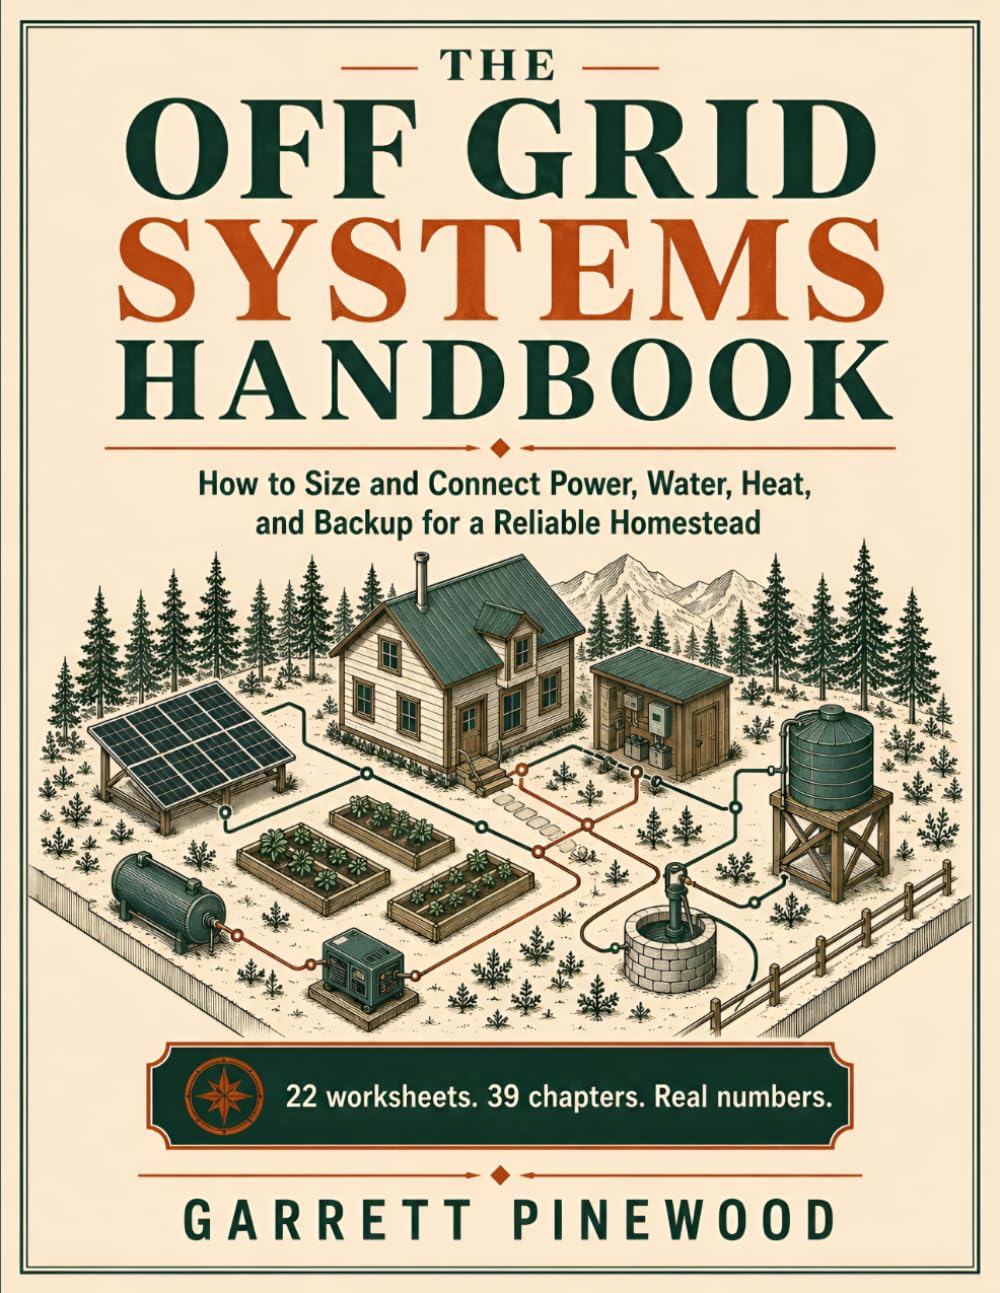 THE
OFF GRID
SYSTEMS
HANDBOOK
How to Size and Connect Power, Water, Heat,
and Backup for a Reliable Homestead
22 worksheets. 39 chapters. Real numbers.
GARRETT PINEWOOD